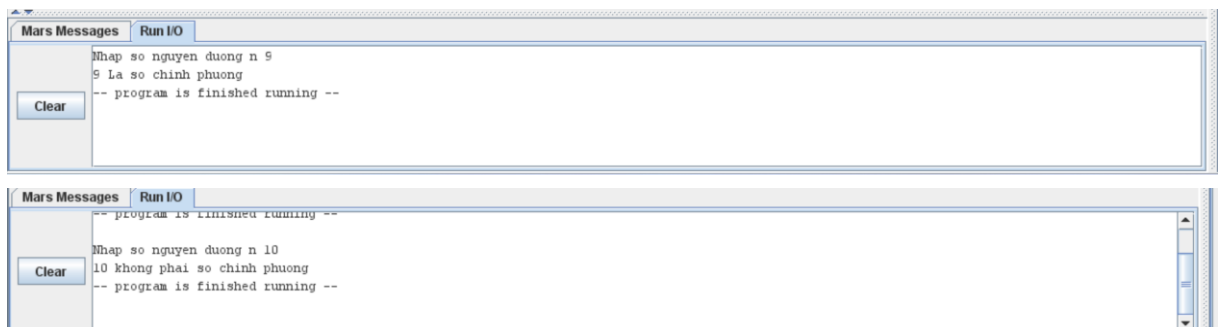 Mars Messages Run I/O
Nhap so nguyen duong n 9
9 La so chinh phuong
-- program is finished running --
Clear
Mars Messages Run I/O
-- program is finished running --
Nhap so nguyen duong n 10
10 khong phai so chinh phuong
Clear
-- program is finished running --